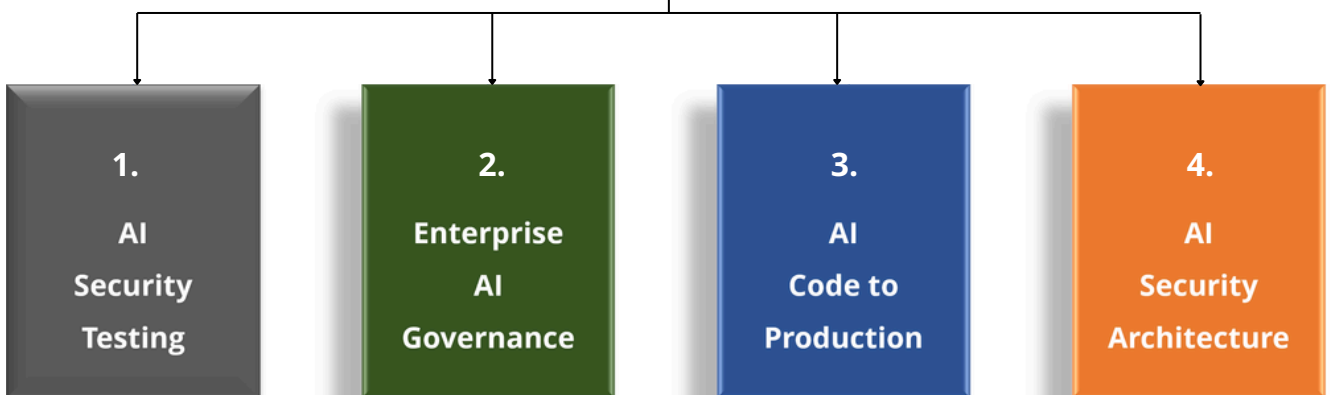 1.
AI
Security
Testing
2.
Enterprise
AI
Governance
3.
AI
Code to
Production
4.
AI
Security
Architecture